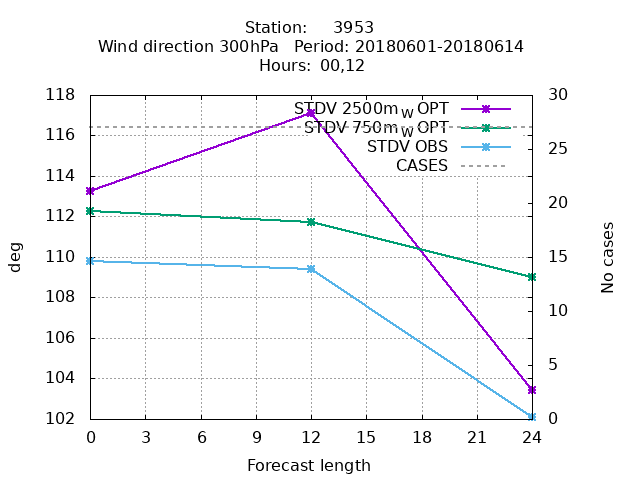 Station: 3953
Wind direction 300hPa Period: 20180601-20180614
Hours: 00,12
STDV 2500m W OPT
STDV 750m W OPT
STDV OBS
CASES
deg
118
116
114
112
110
108
106
104
102
30
25
20
15
10
5
0
No cases
0 3 6 9 12 15 18 21 24
Forecast length